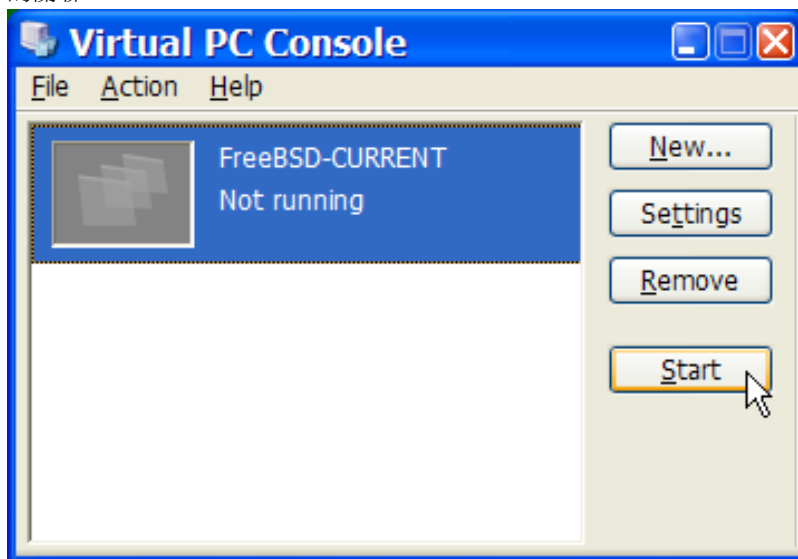 Virtual PC Console
File Action Help
FreeBSD-CURRENT
Not running
New...
Settings
Remove
Start